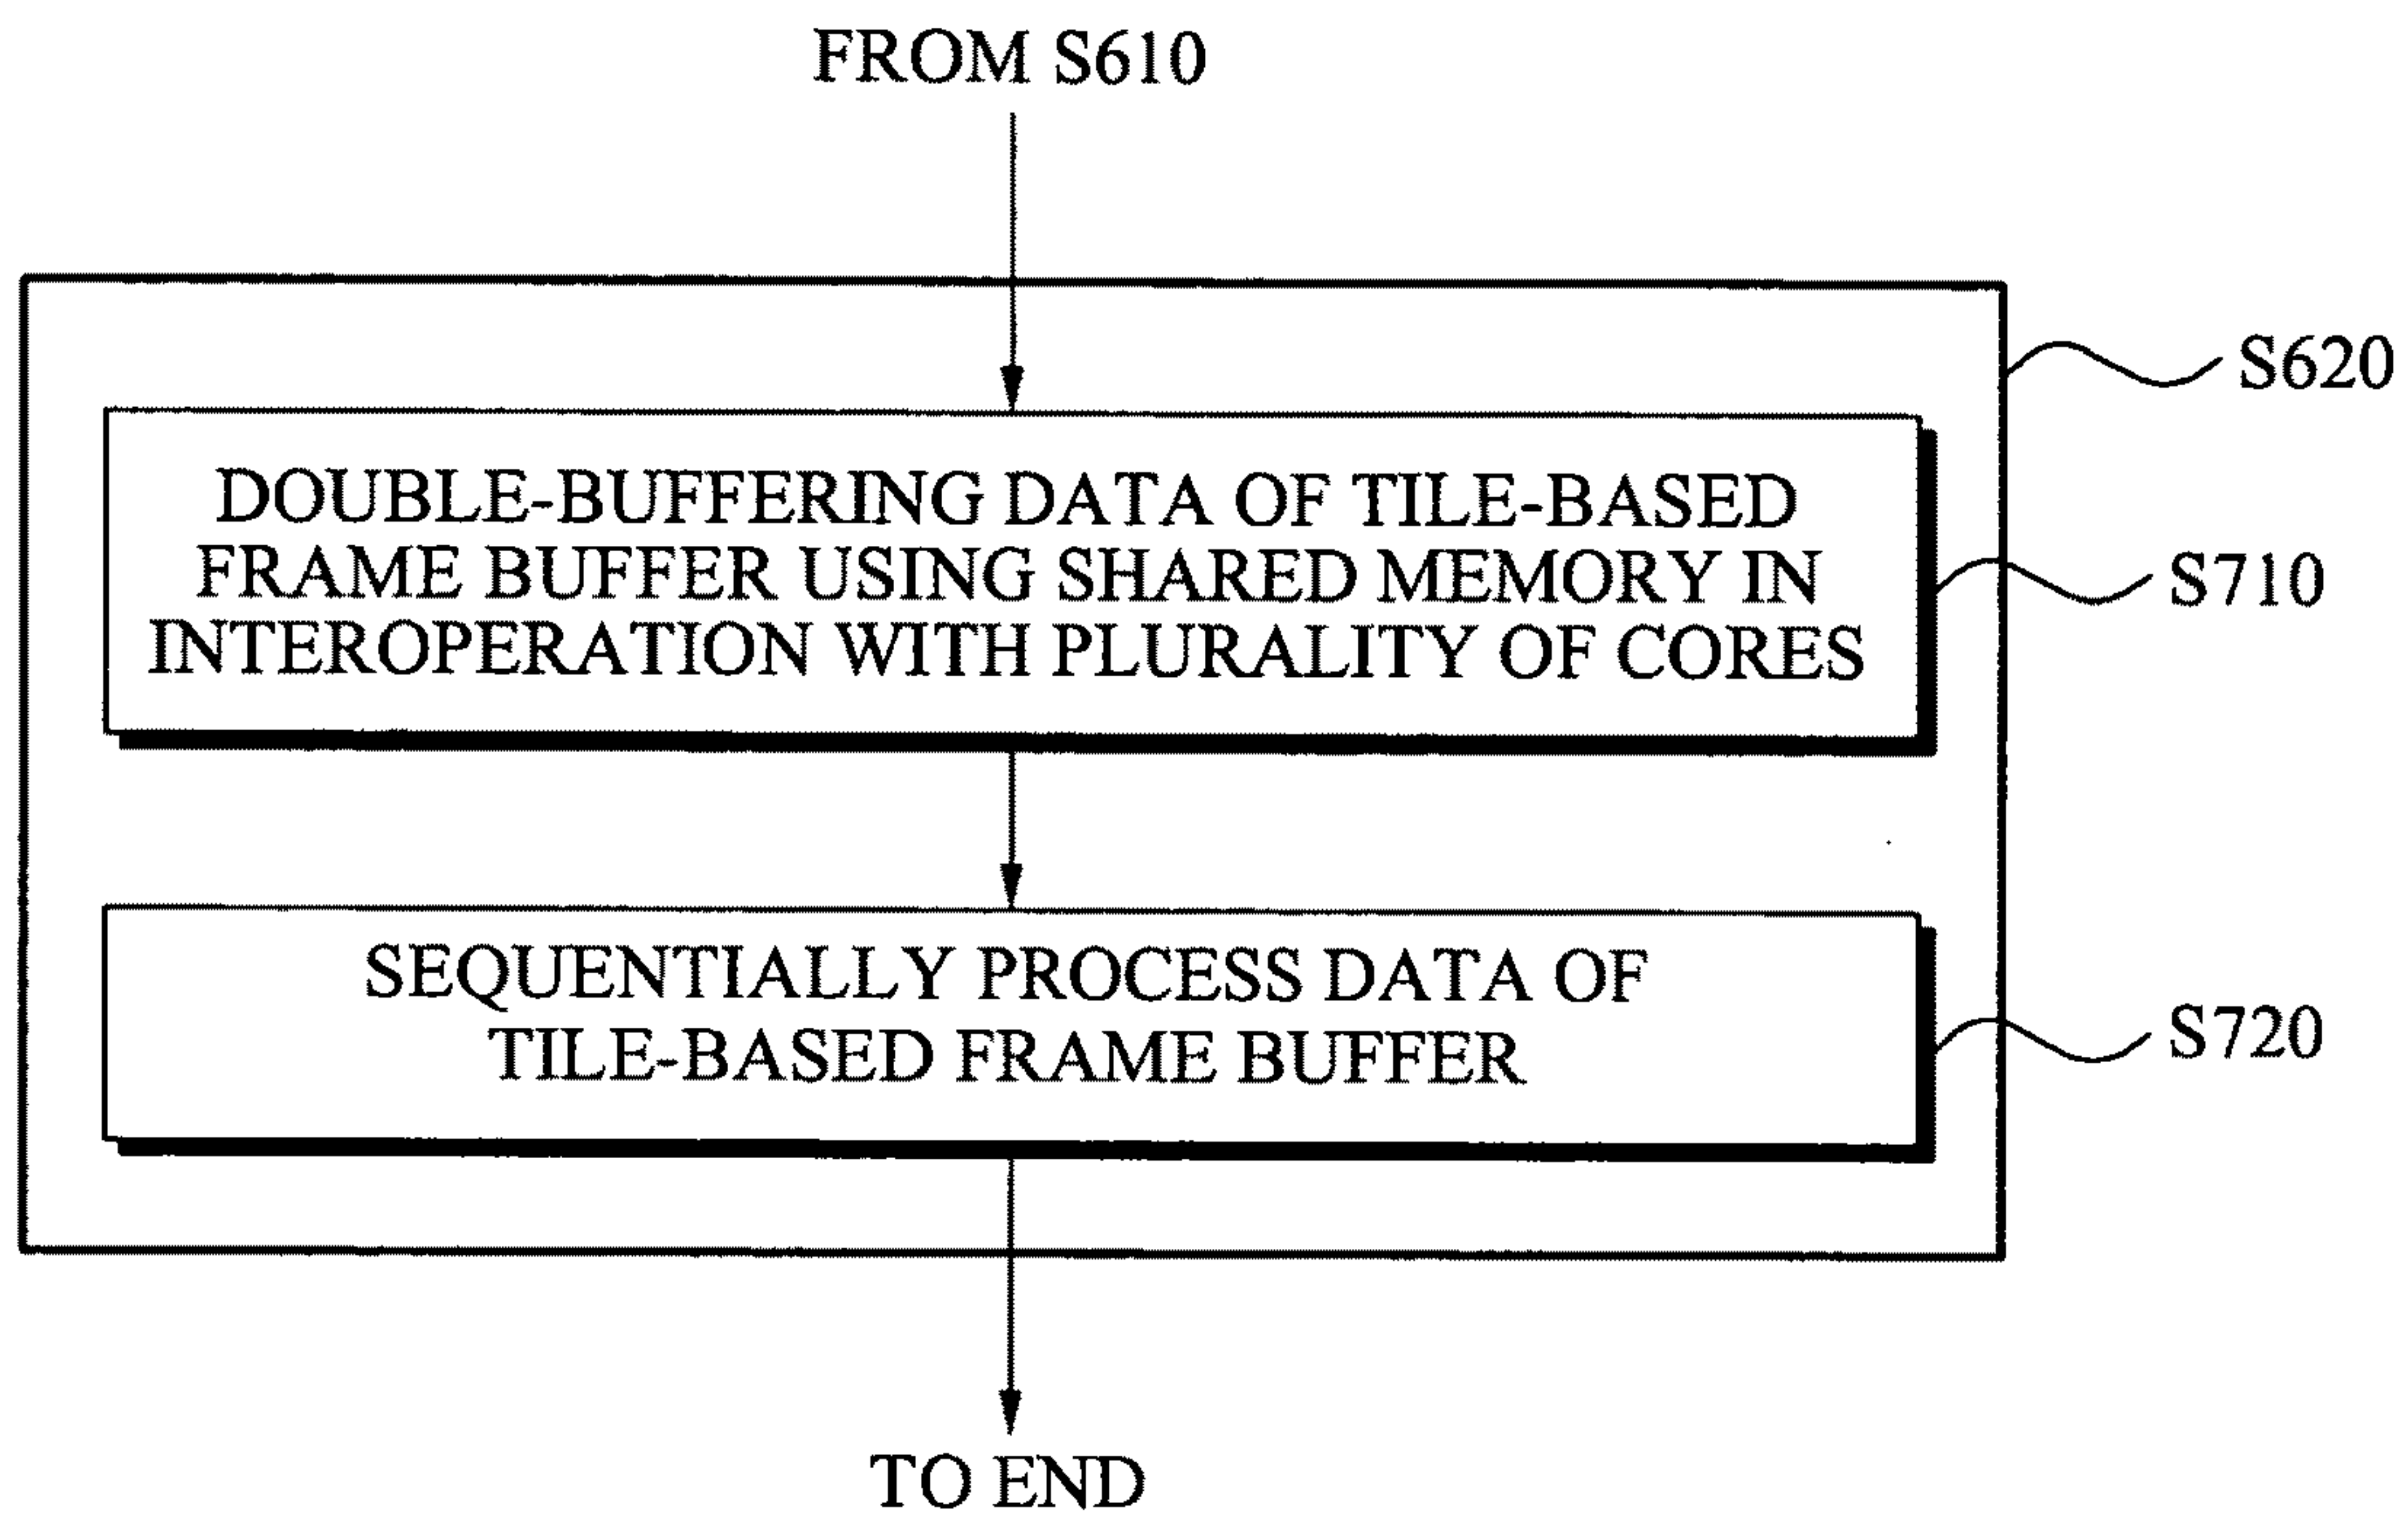 FROM S610
S620
DOUBLE-BUFFERING DATA OF TILE-BASED
FRAME BUFFER USING SHARED MEMORY IN
INTEROPERATION WITH PLURALITY OF CORES
S710
SEQUENTIALLY PROCESS DATA OF
TILE-BASED FRAME BUFFER
S720
TO END